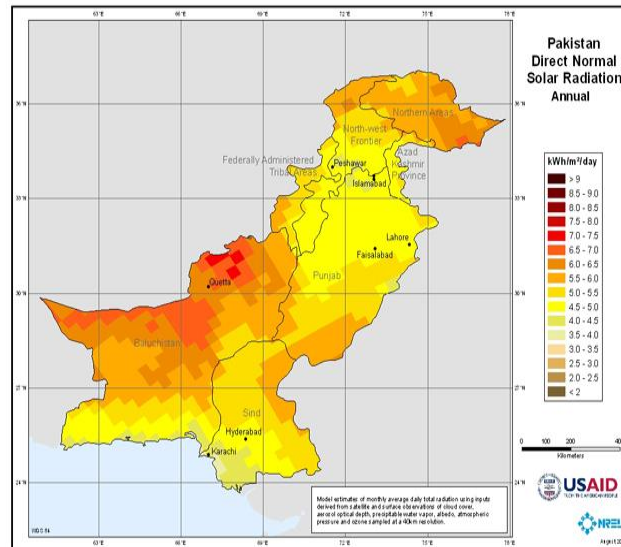 Pakistan
Direct Normal
Solar Radiation
Annual
kWh/m²/day
> 9
8.5 - 9.0
8.0 - 8.5
7.5 - 8.0
7.0 - 7.5
6.5 - 7.0
6.0 - 6.5
5.5 - 6.0
5.0 - 5.5
4.5 - 5.0
4.0 - 4.5
3.5 - 4.0
3.0 - 3.5
2.5 - 3.0
2.0 - 2.5
< 2
Northern Areas
North-west
Frontier
Federally Administered
Tribal Areas
Azad
Kashmir
Province
Peshawar
Islamabad
Lahore
Faisalabad
Punjab
Quetta
Baluchistan
Sind
Hyderabad
Karachi
Kilometers
USAID
FROM THE AMERICAN PEOPLE
NREL
Model estimates of monthly average daily total radiation using inputs
derived from satellite and surface observations of cloud cover,
aerosol optical depth, precipitable water vapor, albedo, atmospheric
pressure and ozone sampled at a 40km resolution.